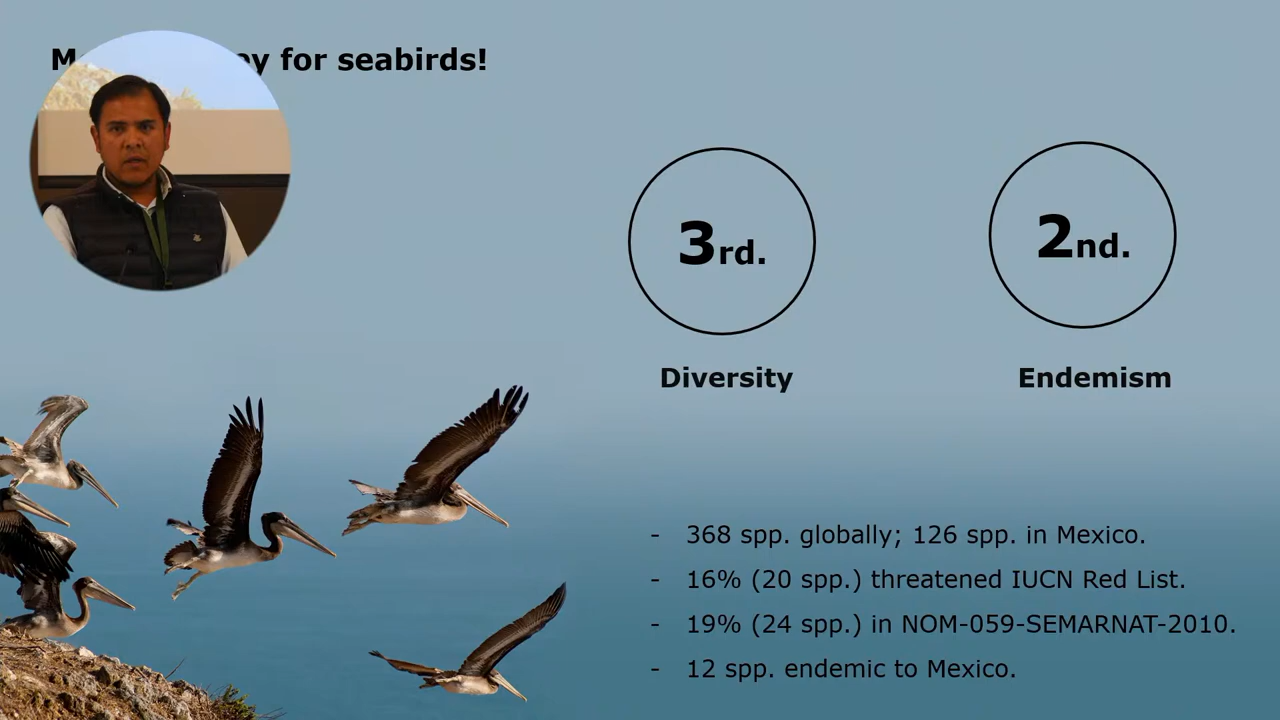 for seabirds!
3rd.
2nd.
Diversity
Endemism
- 368 spp. globally; 126 spp. in Mexico.
- 16% (20 spp.) threatened IUCN Red List.
- 19% (24 spp.) in NOM-059-SEMARNAT-2010.
- 12 spp. endemic to Mexico.